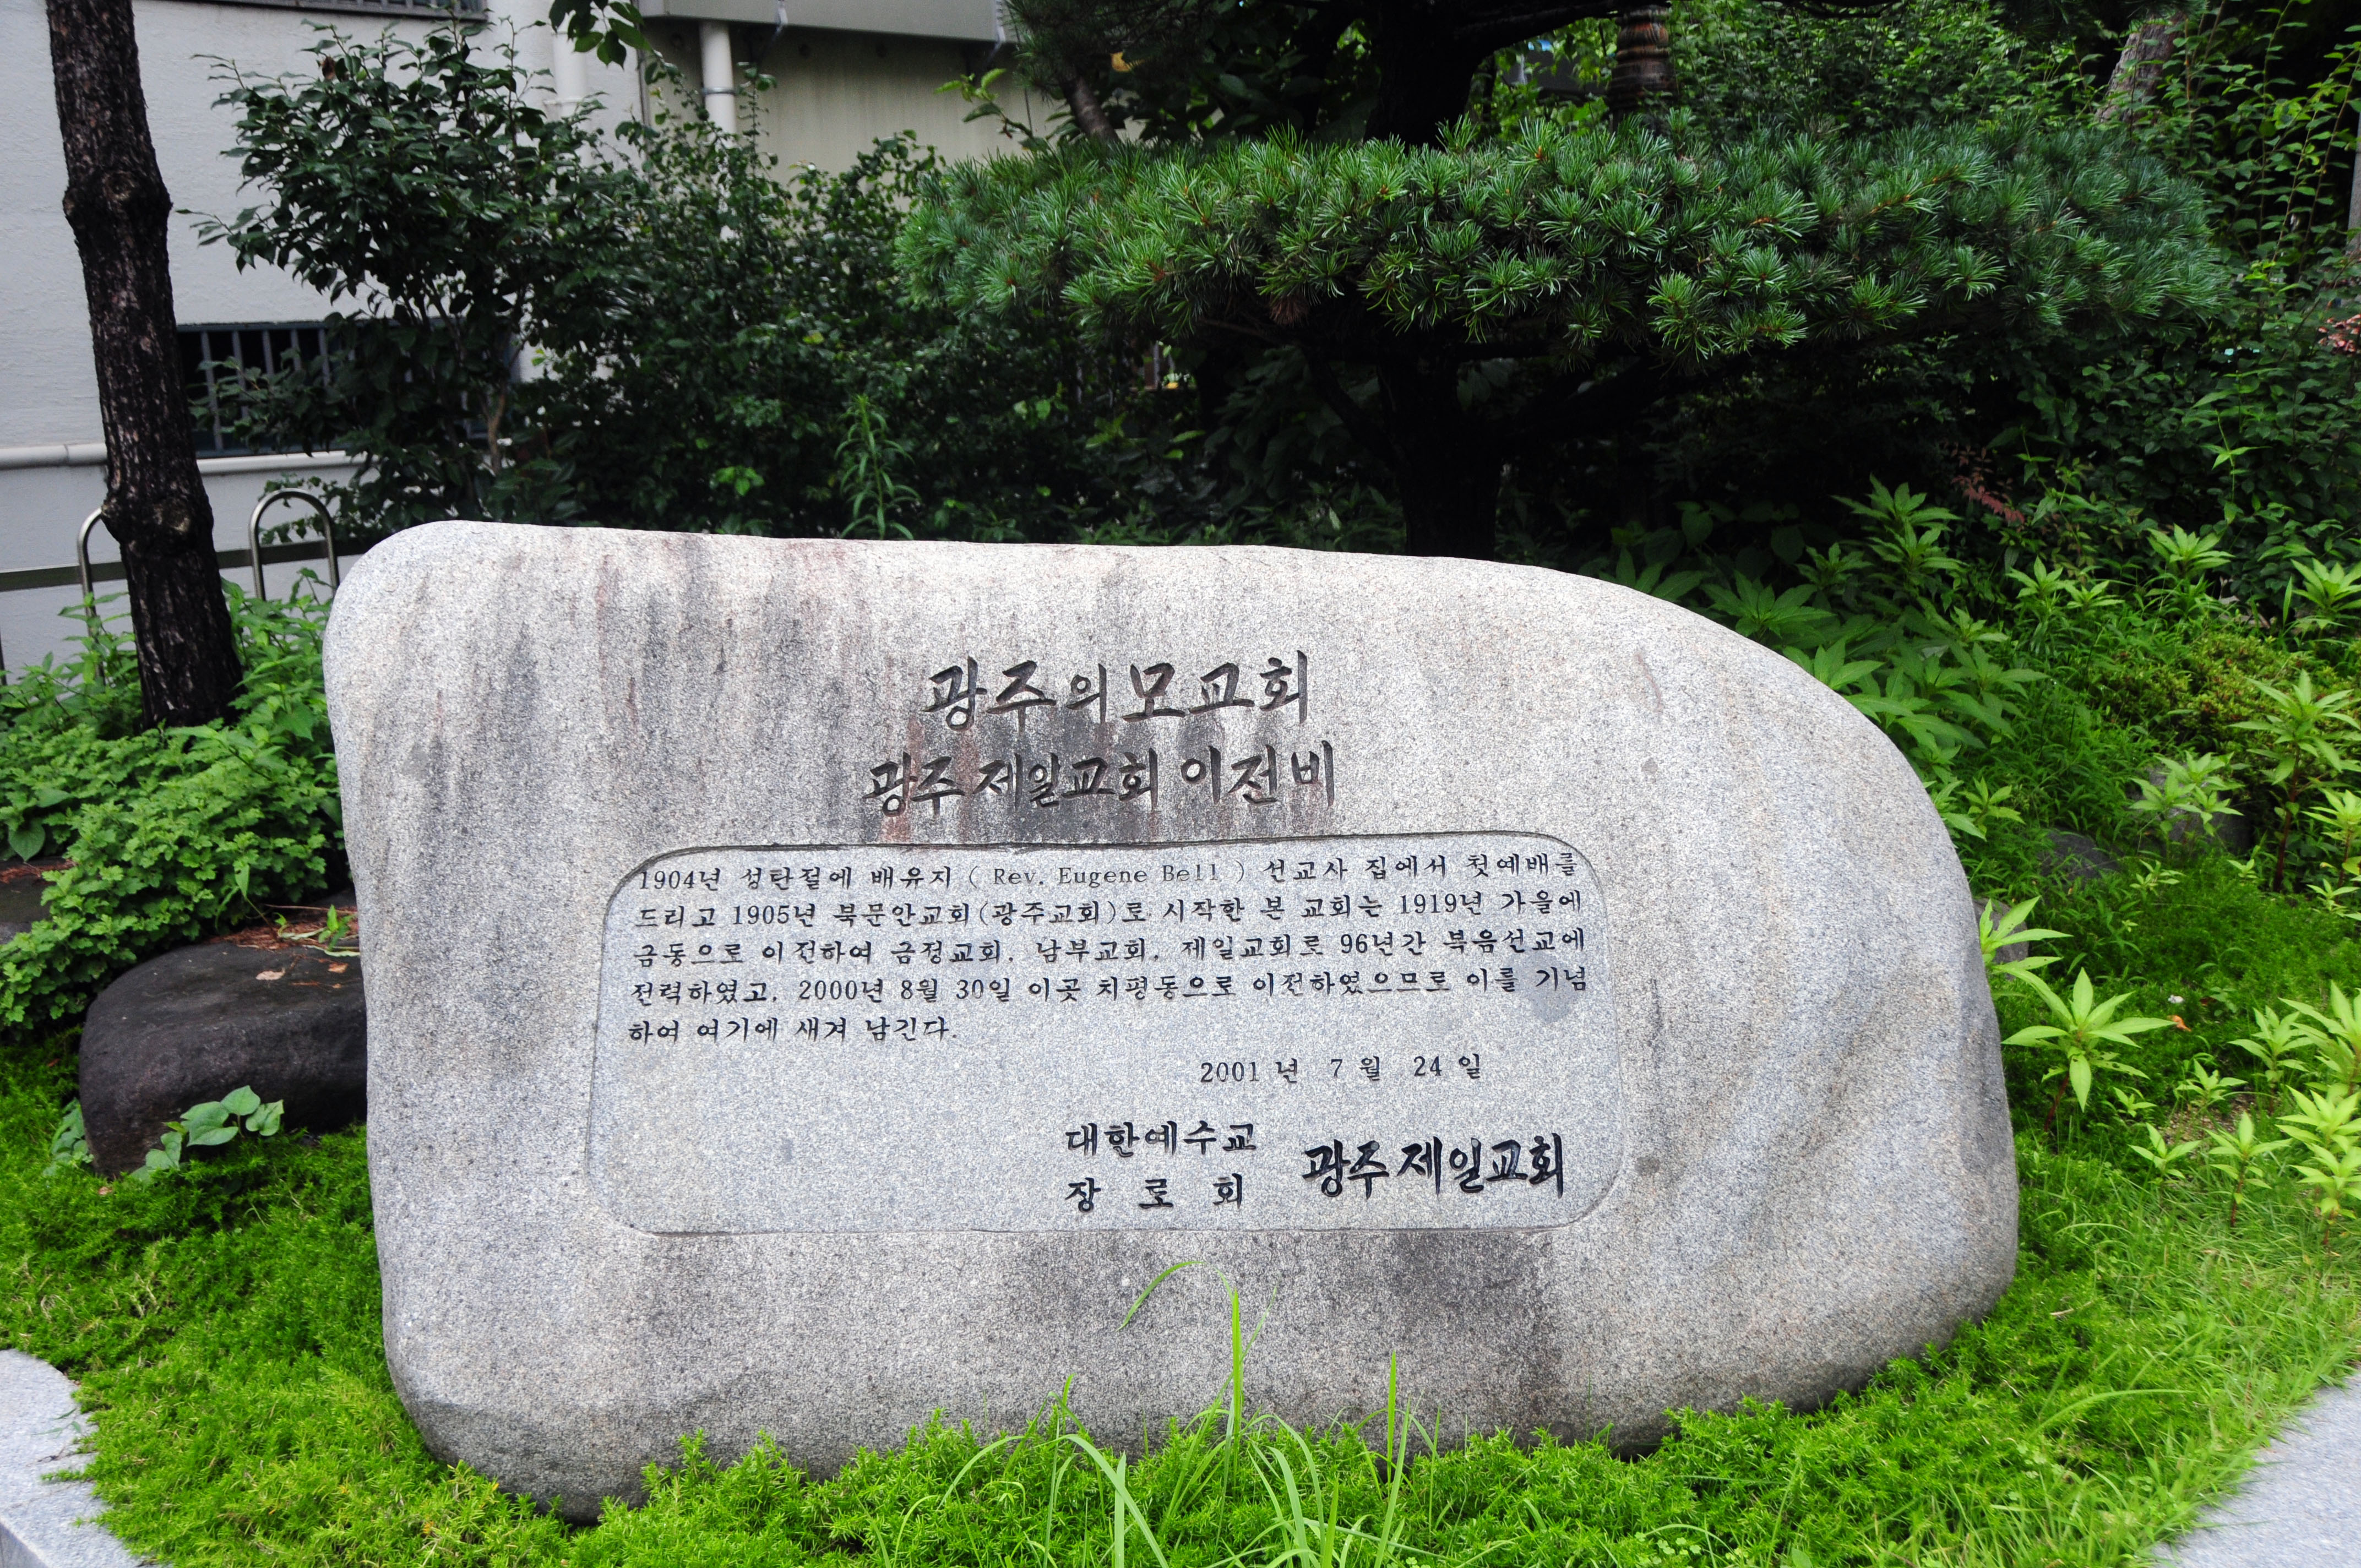 광주의 모교회
광주 제일교회 이전비
1904년 성탄절에 배유지 ( Rev. Eugene Bell ) 선교사 집에서 첫예배를
드리고 1905년 북문안교회(광주교회)로 시작한 본 교회는 1919년 가을에
금동으로 이전하여 금정교회, 남부교회, 제일교회로 96년간 복음선교에
전력하였고, 2000년 8월 30일 이곳 치평동으로 이전하였으므로 이를 기념
하여 여기에 새겨 남긴다.
2001 년 7 월 24 일
대한예수교
장 로 회 광주 제일교회